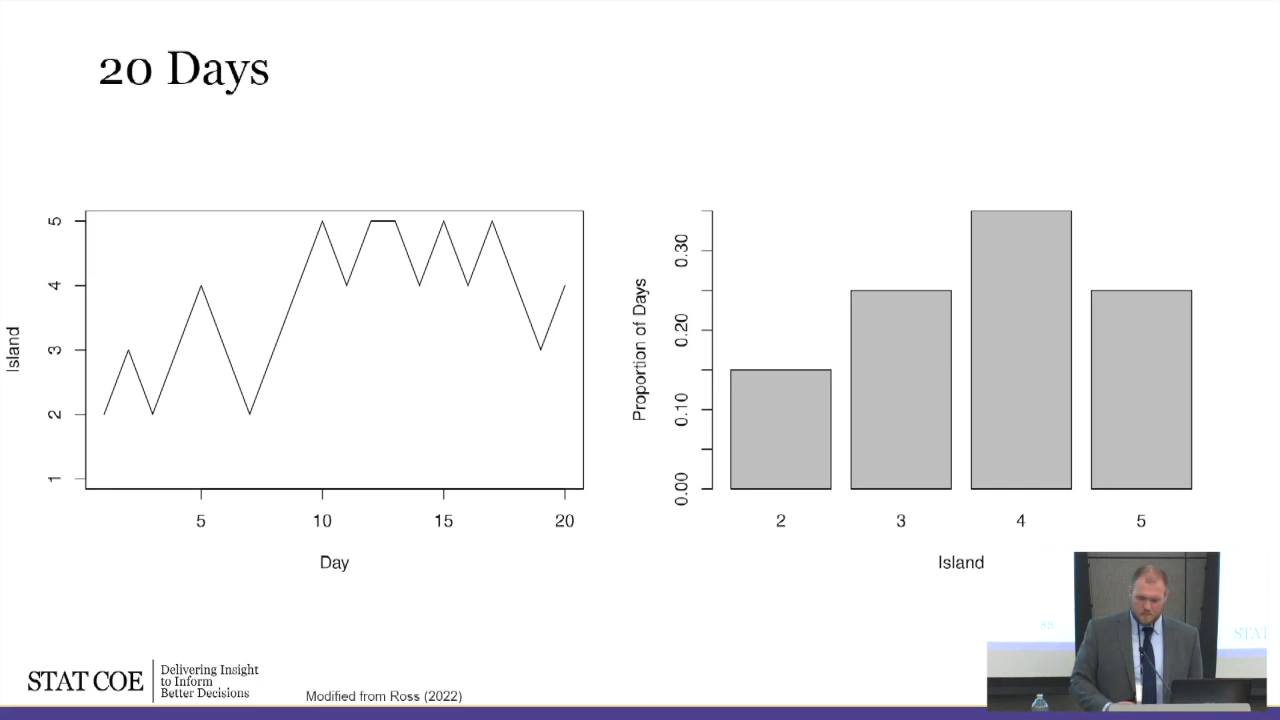 20 Days
5
4
3
2
1
Island
5 10 15 20
Day
0.30
0.20
0.10
0.00
Proportion of Days
2 3 4 5
Island
88
STAT
STAT COE
Delivering Insight
to Inform
Better Decisions
Modified from Ross (2022)